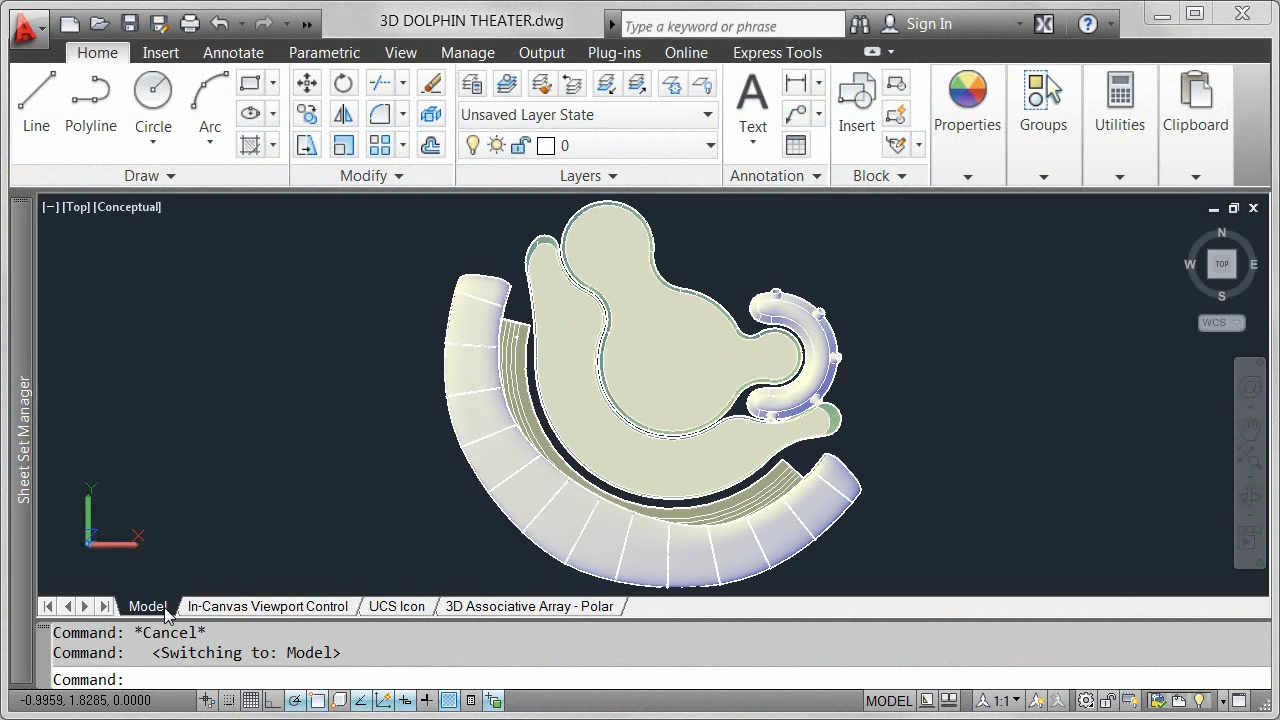 3D DOLPHIN THEATER.dwg
Type a keyword or phrase
Sign In
Home Insert Annotate Parametric View Manage Output Plug-ins Online Express Tools
Line Polyline Circle Arc
Draw
Modify
Unsaved Layer State
0
Layers
A
Text
Annotation
Insert
Block
Properties
Groups
Utilities
Clipboard
[−] [Top] [Conceptual]
N
W TOP E
S
WCS
Sheet Set Manager
Y
Z
X
Model In-Canvas Viewport Control UCS Icon 3D Associative Array - Polar
Command: *Cancel*
Command: <Switching to: Model>
Command:
-0.9959, 1.8285, 0.0000
MODEL
1:1